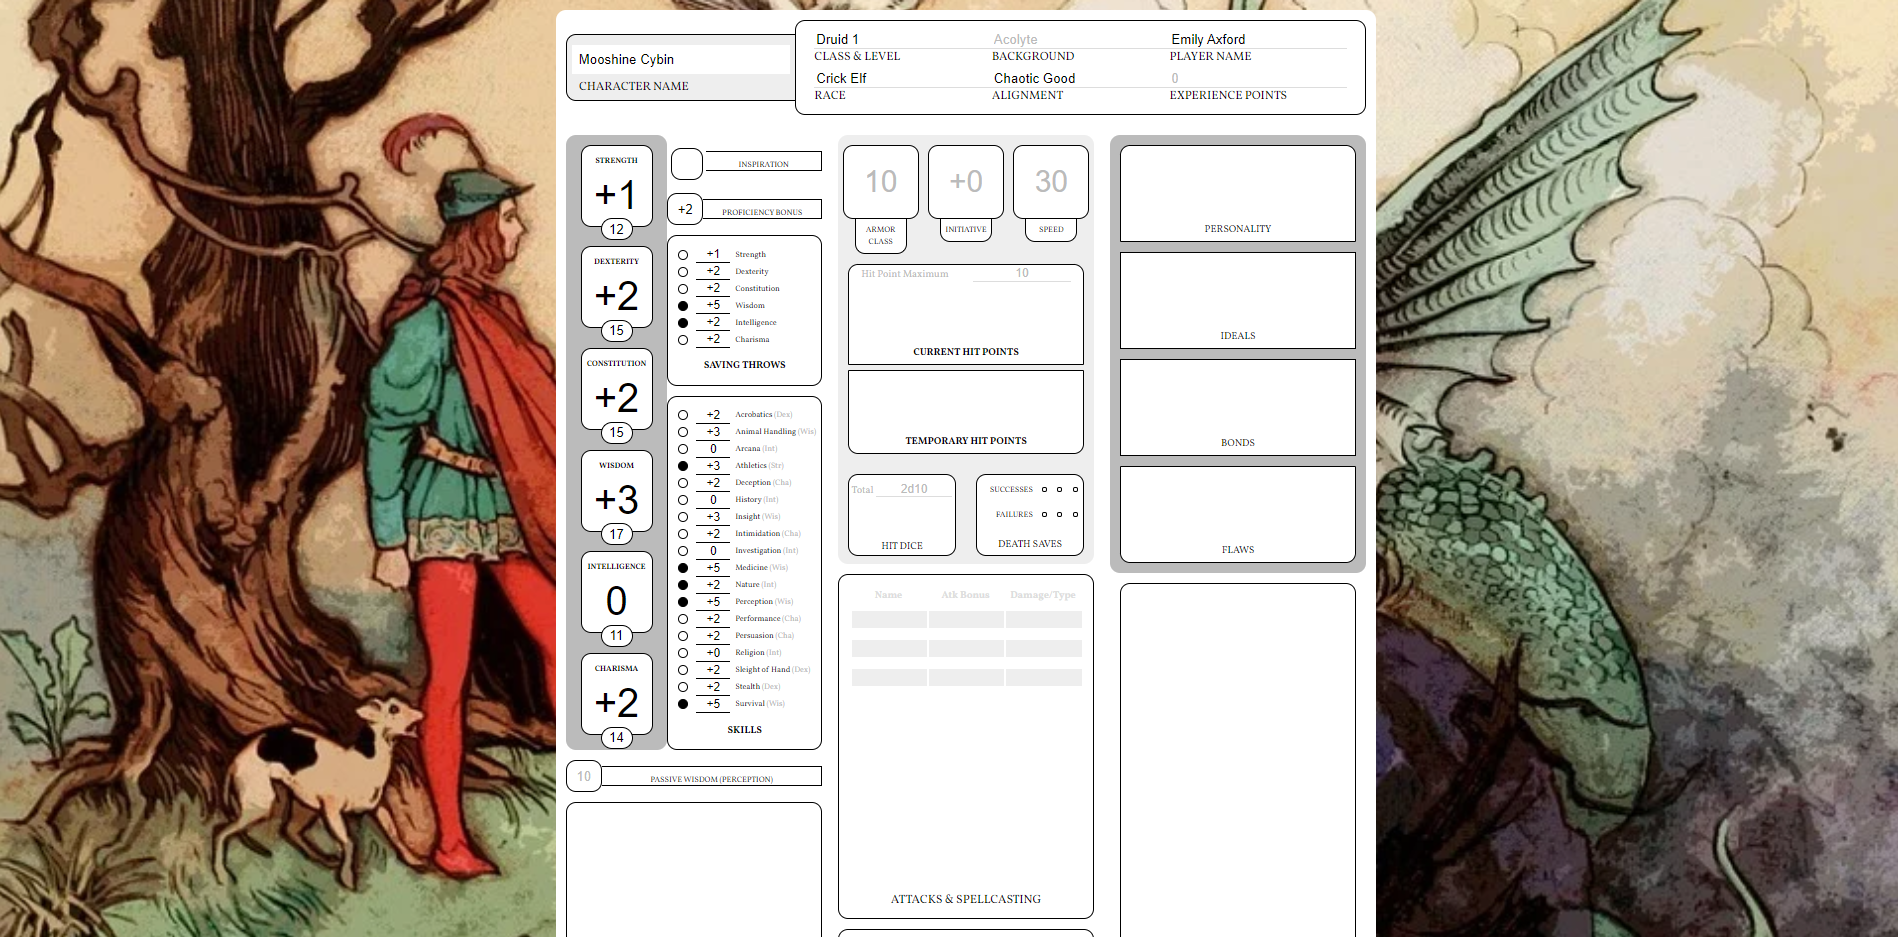 Mooshine Cybin
CHARACTER NAME
Druid 1
CLASS & LEVEL
Acolyte
BACKGROUND
Emily Axford
PLAYER NAME
Crick Elf
RACE
Chaotic Good
ALIGNMENT
0
EXPERIENCE POINTS
STRENGTH
+1
12
DEXTERITY
+2
15
CONSTITUTION
+2
15
WISDOM
+3
17
INTELLIGENCE
0
11
CHARISMA
+2
14
INSPIRATION
+2 PROFICIENCY BONUS
+1 Strength
+2 Dexterity
+2 Constitution
+5 Wisdom
+2 Intelligence
+2 Charisma
SAVING THROWS
+2 Acrobatics (Dex)
+3 Animal Handling (Wis)
0 Arcana (Int)
+3 Athletics (Str)
+2 Deception (Cha)
0 History (Int)
+3 Insight (Wis)
+2 Intimidation (Cha)
0 Investigation (Int)
+5 Medicine (Wis)
+2 Nature (Int)
+5 Perception (Wis)
+2 Performance (Cha)
+2 Persuasion (Cha)
+0 Religion (Int)
+2 Sleight of Hand (Dex)
+2 Stealth (Dex)
+5 Survival (Wis)
SKILLS
10 PASSIVE WISDOM (PERCEPTION)
10
ARMOR
CLASS
+0
INITIATIVE
30
SPEED
Hit Point Maximum 10
CURRENT HIT POINTS
TEMPORARY HIT POINTS
Total 2d10
HIT DICE
SUCCESSES
FAILURES
DEATH SAVES
Name Atk Bonus Damage/Type
ATTACKS & SPELLCASTING
PERSONALITY
IDEALS
BONDS
FLAWS